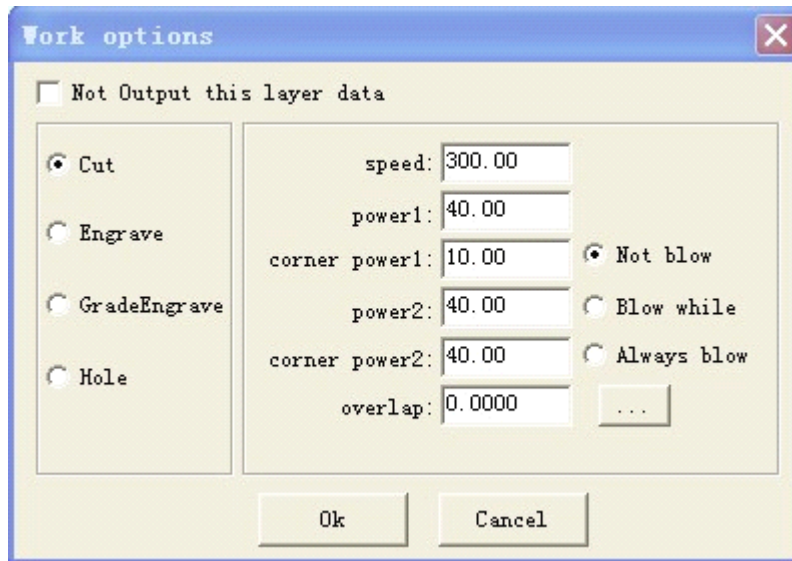 Work options
Not Output this layer data
Cut
Engrave
GradeEngrave
Hole
speed: 300.00
power1: 40.00
corner power1: 10.00
Not blow
power2: 40.00
Blow while
corner power2: 40.00
Always blow
overlap: 0.0000
...
Ok
Cancel